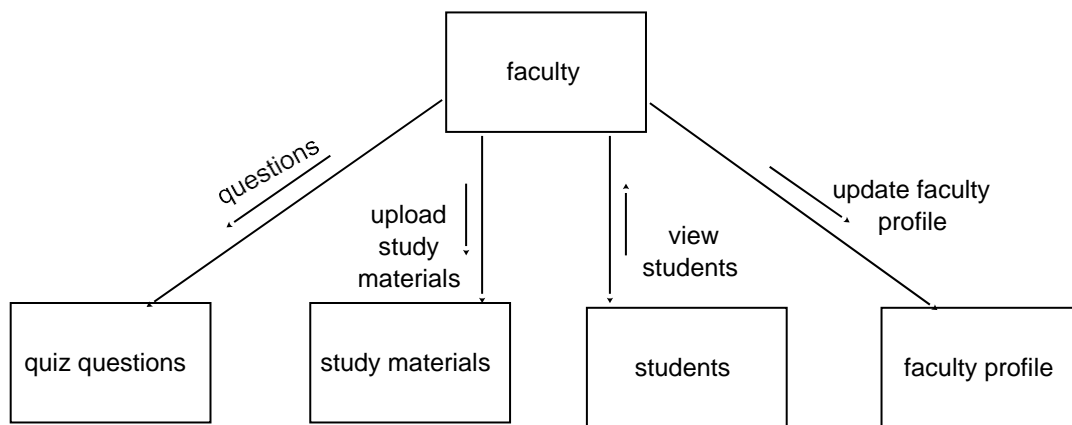 faculty
questions
upload
study
materials
view
students
update faculty
profile
quiz questions
study materials
students
faculty profile